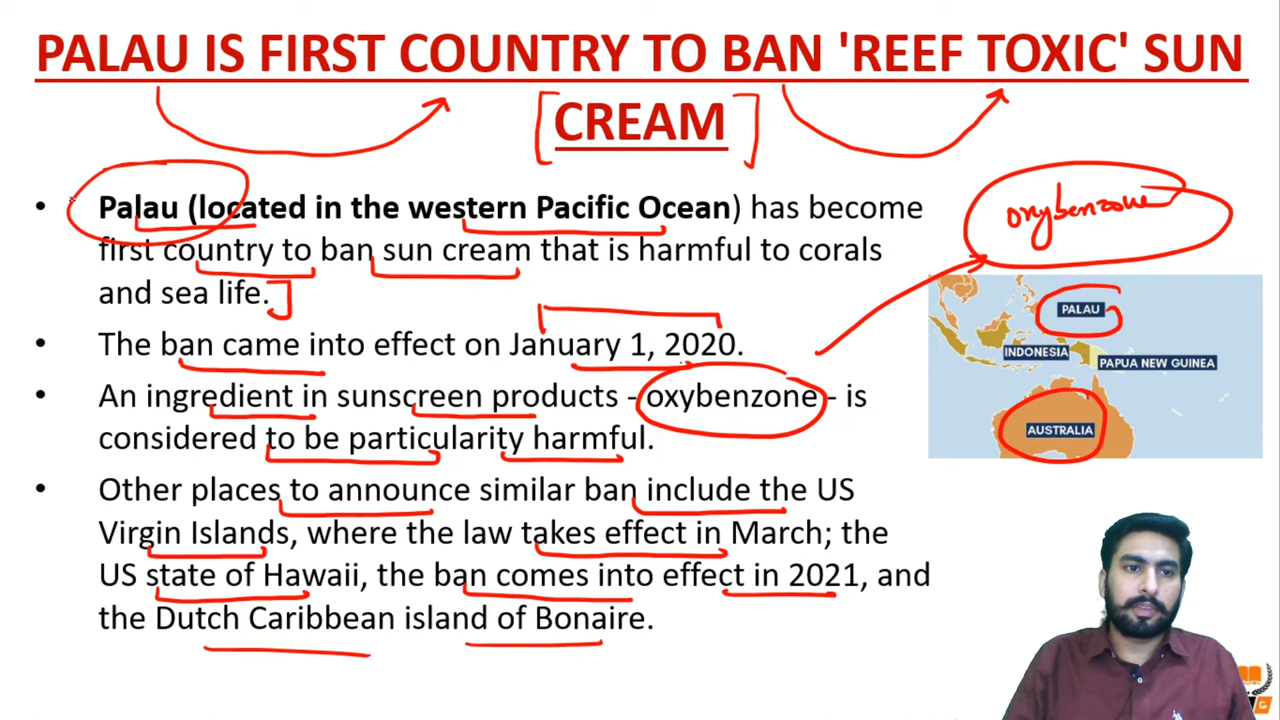 PALAU IS FIRST COUNTRY TO BAN 'REEF TOXIC' SUN
CREAM
• Palau (located in the western Pacific Ocean) has become
first country to ban sun cream that is harmful to corals
and sea life.
• The ban came into effect on January 1, 2020.
• An ingredient in sunscreen products - oxybenzone - is
considered to be particularity harmful.
• Other places to announce similar ban include the US
Virgin Islands, where the law takes effect in March; the
US state of Hawaii, the ban comes into effect in 2021, and
the Dutch Caribbean island of Bonaire.
oxybenzone
PALAU
INDONESIA
PAPUA NEW GUINEA
AUSTRALIA